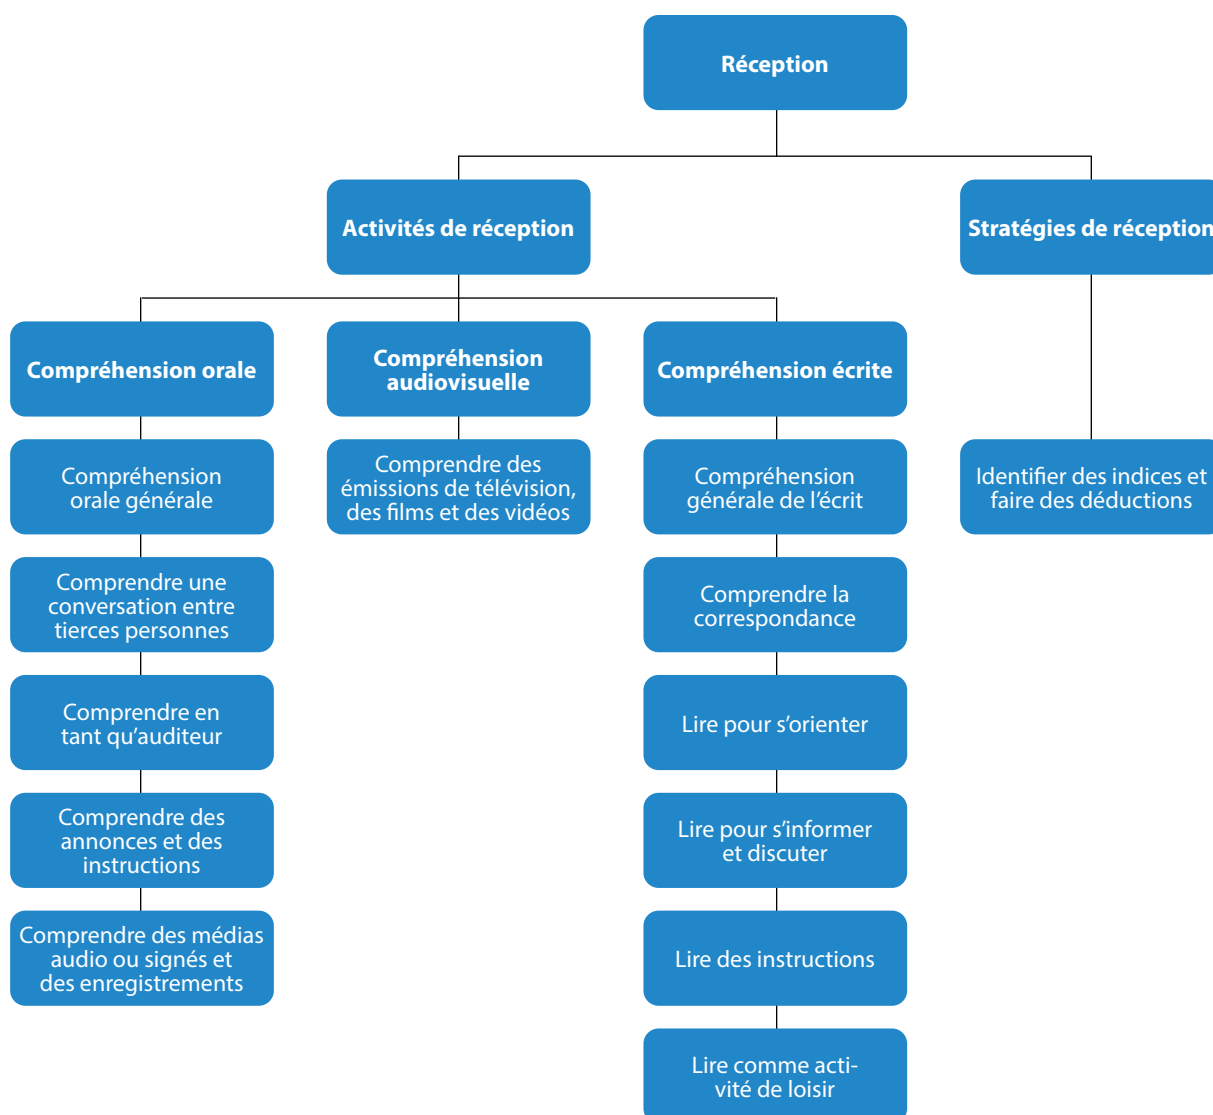 Réception
Activités de réception
Stratégies de réception
Compréhension orale
Compréhension
audiovisuelle
Compréhension écrite
Compréhension
orale générale
Comprendre des
émissions de télévision,
des films et des vidéos
Compréhension
générale de l’écrit
Identifier des indices et
faire des déductions
Comprendre une
conversation entre
tierces personnes
Comprendre la
correspondance
Comprendre en
tant qu’auditeur
Lire pour s’orienter
Comprendre des
annonces et des
instructions
Lire pour s’informer
et discuter
Comprendre des médias
audio ou signés et
des enregistrements
Lire des instructions
Lire comme acti-
vité de loisir